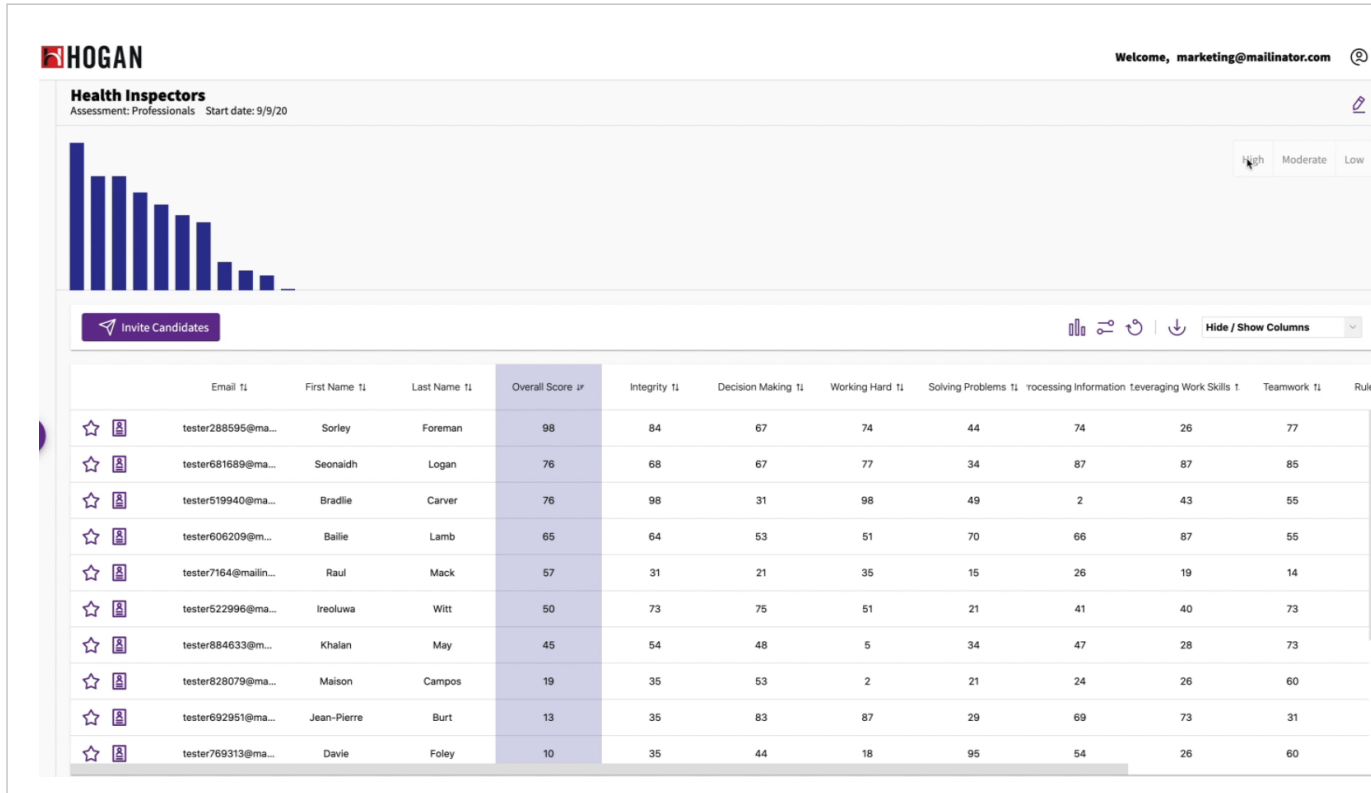 HOGAN
Welcome, marketing@mailinator.com
Health Inspectors
Assessment: Professionals Start date: 9/9/20
High Moderate Low
Invite Candidates
Hide / Show Columns
Email First Name Last Name Overall Score Integrity Decision Making Working Hard Solving Problems rocessing Information Leveraging Work Skills Teamwork Rule
tester288595@ma... Sorley Foreman 98 84 67 74 44 74 26 77
tester681689@ma... Seonaidh Logan 76 68 67 77 34 87 87 85
tester519940@ma... Bradlie Carver 76 98 31 98 49 2 43 55
tester606209@m... Bailie Lamb 65 64 53 51 70 66 87 55
tester7164@mailin... Raul Mack 57 31 21 35 15 26 19 14
tester522996@ma... Ireoluwa Witt 50 73 75 51 21 41 40 73
tester884633@m... Khalan May 45 54 48 5 34 47 28 73
tester828079@ma... Maison Campos 19 35 53 2 21 24 26 60
tester692951@ma... Jean-Pierre Burt 13 35 83 87 29 69 73 31
tester769313@ma... Davie Foley 10 35 44 18 95 54 26 60